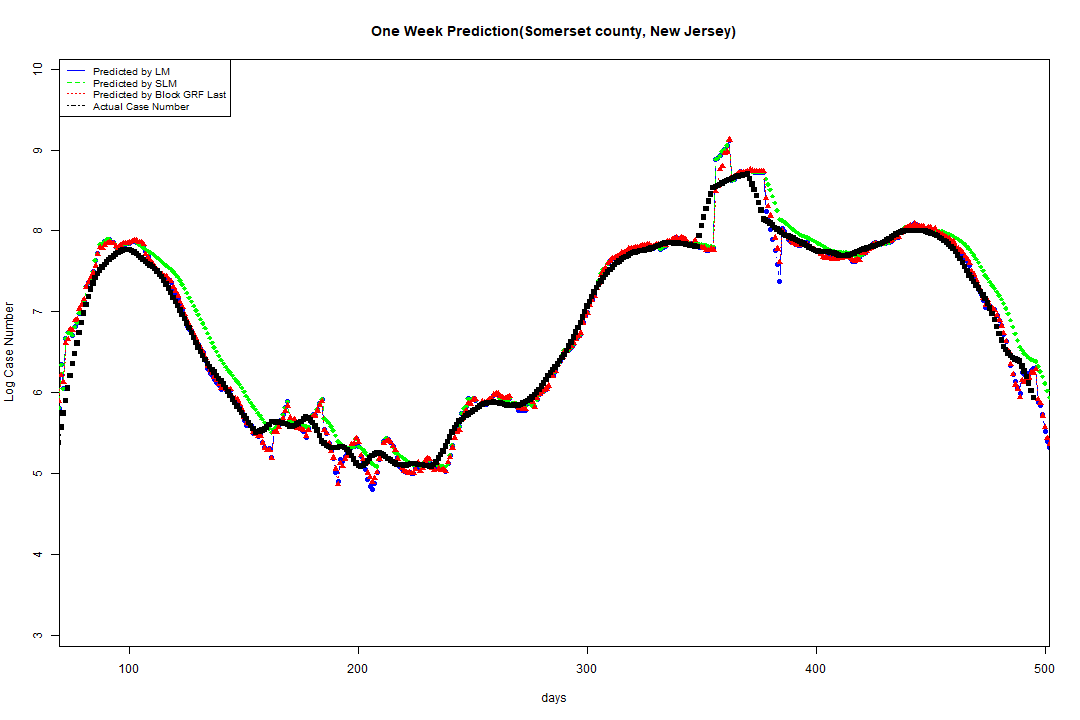 One Week Prediction(Somerset county, New Jersey)
Predicted by LM
Predicted by SLM
Predicted by Block GRF Last
Actual Case Number
10
9
8
7
6
5
4
3
Log Case Number
100 200 300 400 500
days